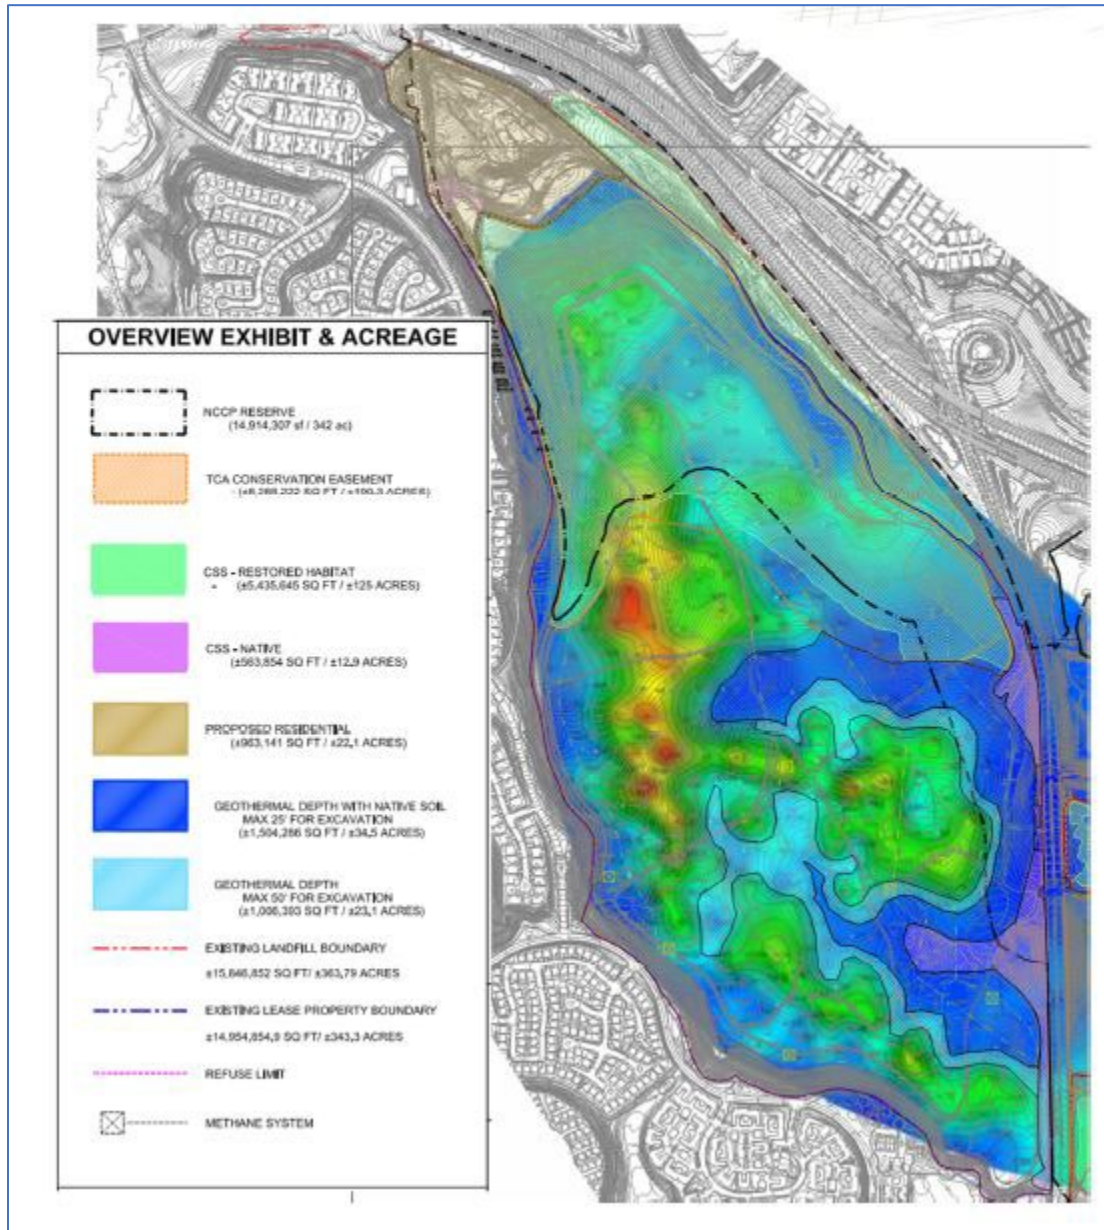 OVERVIEW EXHIBIT & ACREAGE
NCCP RESERVE
(14,914,307 sf / 342 ac)
TCA CONSERVATION EASEMENT
CSS - RESTORED HABITAT
- (±5,435,645 SQ FT / ±125 ACRES)
CSS - NATIVE
(±563,854 SQ FT / ±12.9 ACRES)
PROPOSED RESIDENTIAL
(±963,141 SQ FT / ±22.1 ACRES)
GEOTHERMAL DEPTH WITH NATIVE SOIL
MAX 25' FOR EXCAVATION
(±1,504,286 SQ FT / ±34.5 ACRES)
GEOTHERMAL DEPTH
MAX 50' FOR EXCAVATION
(±1,006,303 SQ FT / ±23.1 ACRES)
EXISTING LANDFILL BOUNDARY
±15,846,852 SQ FT/ ±363.79 ACRES
EXISTING LEASE PROPERTY BOUNDARY
±14,954,854.9 SQ FT/ ±343.3 ACRES
REFUSE LIMIT
METHANE SYSTEM